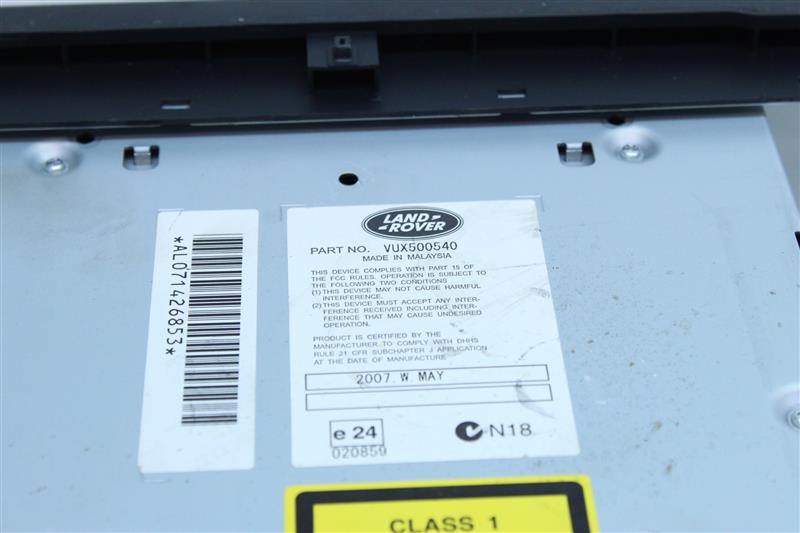 *AL071426853*
LAND-
-ROVER
PART NO. VUX500540
MADE IN MALAYSIA
THIS DEVICE COMPLIES WITH PART 15 OF
THE FCC RULES. OPERATION IS SUBJECT TO
THE FOLLOWING TWO CONDITIONS
(1) THIS DEVICE MAY NOT CAUSE HARMFUL
INTERFERENCE.
(2) THIS DEVICE MUST ACCEPT ANY INTER-
FERENCE RECEIVED INCLUDING INTER-
FERENCE THAT MAY CAUSE UNDESIRED
OPERATION.
PRODUCT IS CERTIFIED BY THE
MANUFACTURER TO COMPLY WITH DHHS
RULE 21 CFR SUBCHAPTER J APPLICATION
AT THE DATE OF MANUFACTURE
2007 W MAY
e 24
020859
N18
CLASS 1